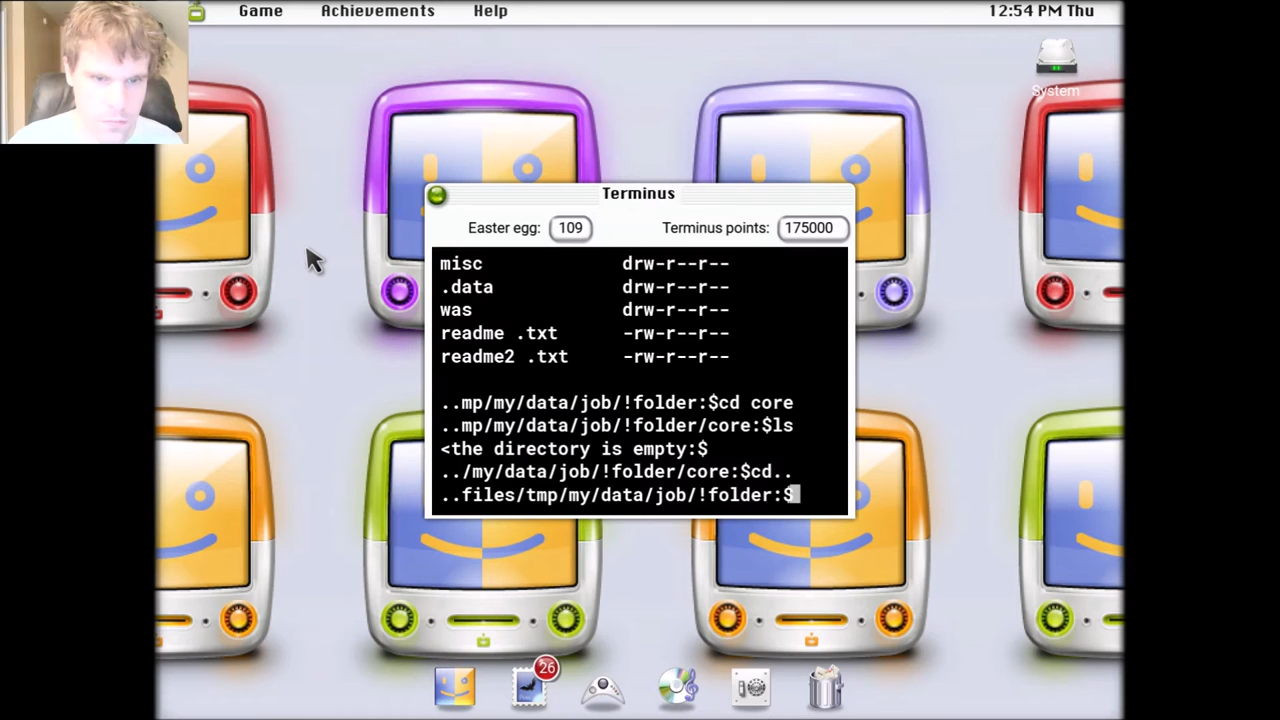 Game Achievements Help 12:54 PM Thu
System
Terminus
Easter egg: 109 Terminus points: 175000
misc drw-r--r--
.data drw-r--r--
was drw-r--r--
readme .txt -rw-r--r--
readme2 .txt -rw-r--r--
..mp/my/data/job/!folder:$cd core
..mp/my/data/job/!folder/core:$ls
<the directory is empty:$
../my/data/job/!folder/core:$cd..
..files/tmp/my/data/job/!folder:$
26